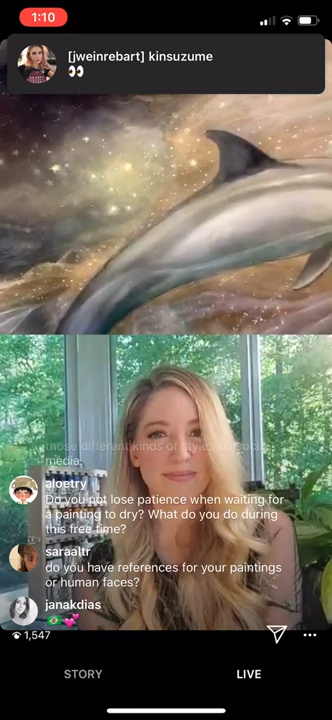 1:10
[jweinrebart] kinsuzume
👀
those different kinds of styles on social
media;
aloetry
Do you not lose patience when waiting for
a painting to dry? What do you do during
this free time?
saraaltr
do you have references for your paintings
or human faces?
janakdias
🇧🇷💕
1,547
STORY
LIVE